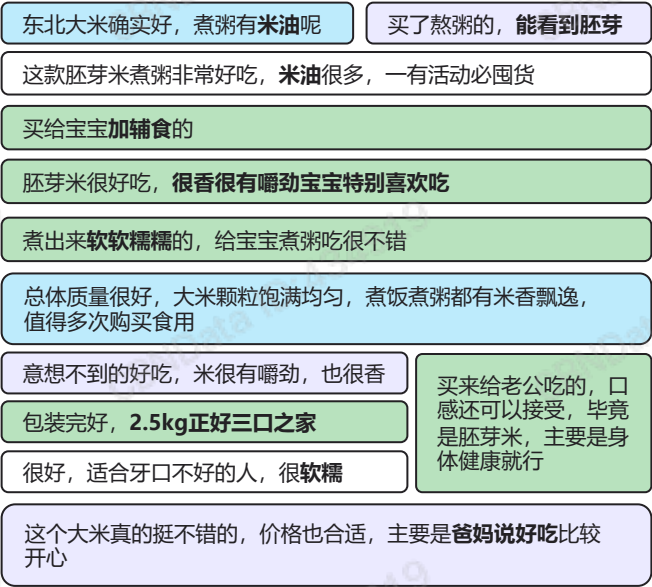 东北大米确实好，煮粥有米油呢
买了熬粥的，能看到胚芽
这款胚芽米煮粥非常好吃，米油很多，一有活动必囤货
买给宝宝加辅食的
胚芽米很好吃，很香很有嚼劲宝宝特别喜欢吃
煮出来软软糯糯的，给宝宝煮粥吃很不错
总体质量很好，大米颗粒饱满均匀，煮饭煮粥都有米香飘逸，
值得多次购买食用
意想不到的好吃，米很有嚼劲，也很香
包装完好，2.5kg正好三口之家
很好，适合牙口不好的人，很软糯
买来给老公吃的，口
感还可以接受，毕竟
是胚芽米，主要是身
体健康就行
这个大米真的挺不错的，价格也合适，主要是爸妈说好吃比较
开心